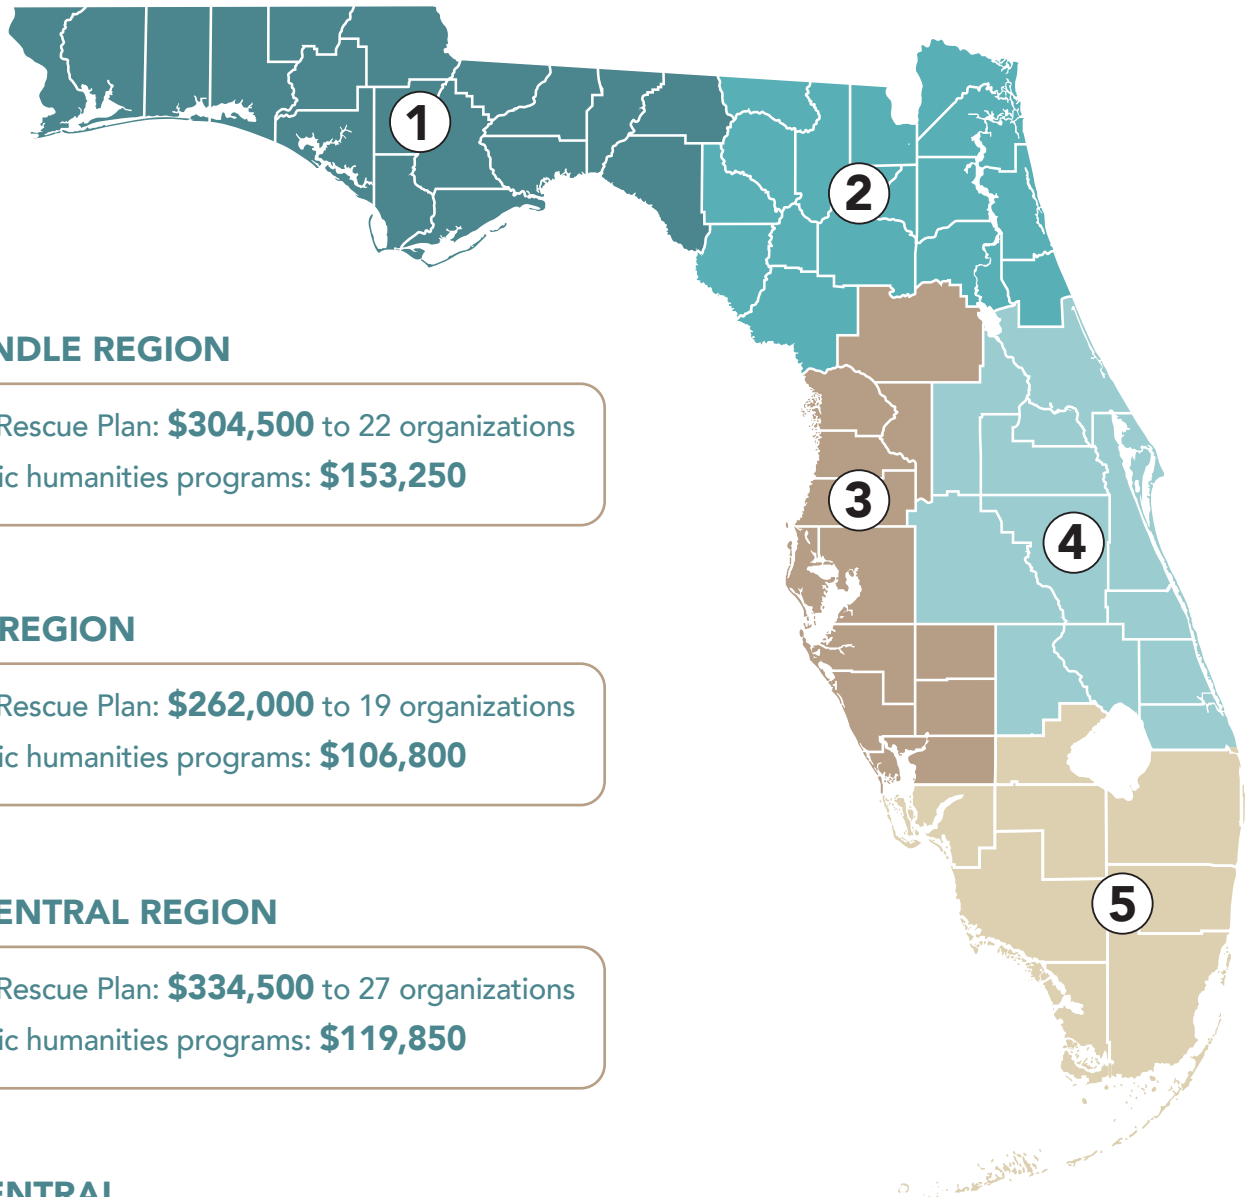 1
2
NDLE REGION
Rescue Plan: $304,500 to 22 organizations
ic humanities programs: $153,250
3
4
REGION
Rescue Plan: $262,000 to 19 organizations
ic humanities programs: $106,800
5
ENTRAL REGION
Rescue Plan: $334,500 to 27 organizations
ic humanities programs: $119,850
ENTRAL